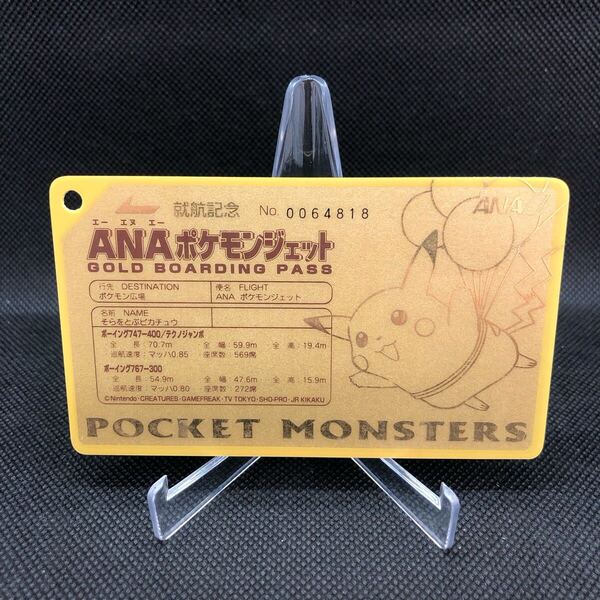 就航記念 No. 0064818
ANA
エー エヌ エー
ANAポケモンジェット
GOLD BOARDING PASS
行先 DESTINATION
ポケモン広場
便名 FLIGHT
ANA ポケモンジェット
名前 NAME
そらをとぶピカチュウ
ボーイング747-400/テクノジャンボ
全 長:70.7m 全 幅:59.9m 全 高:19.4m
巡航速度:マッハ0.85 座席数:569席
ボーイング767-300
全 長:54.9m 全 幅:47.6m 全 高:15.9m
巡航速度:マッハ0.80 座席数:272席
©Nintendo·CREATURES·GAMEFREAK·TV TOKYO·SHO-PRO·JR KIKAKU
POCKET MONSTERS